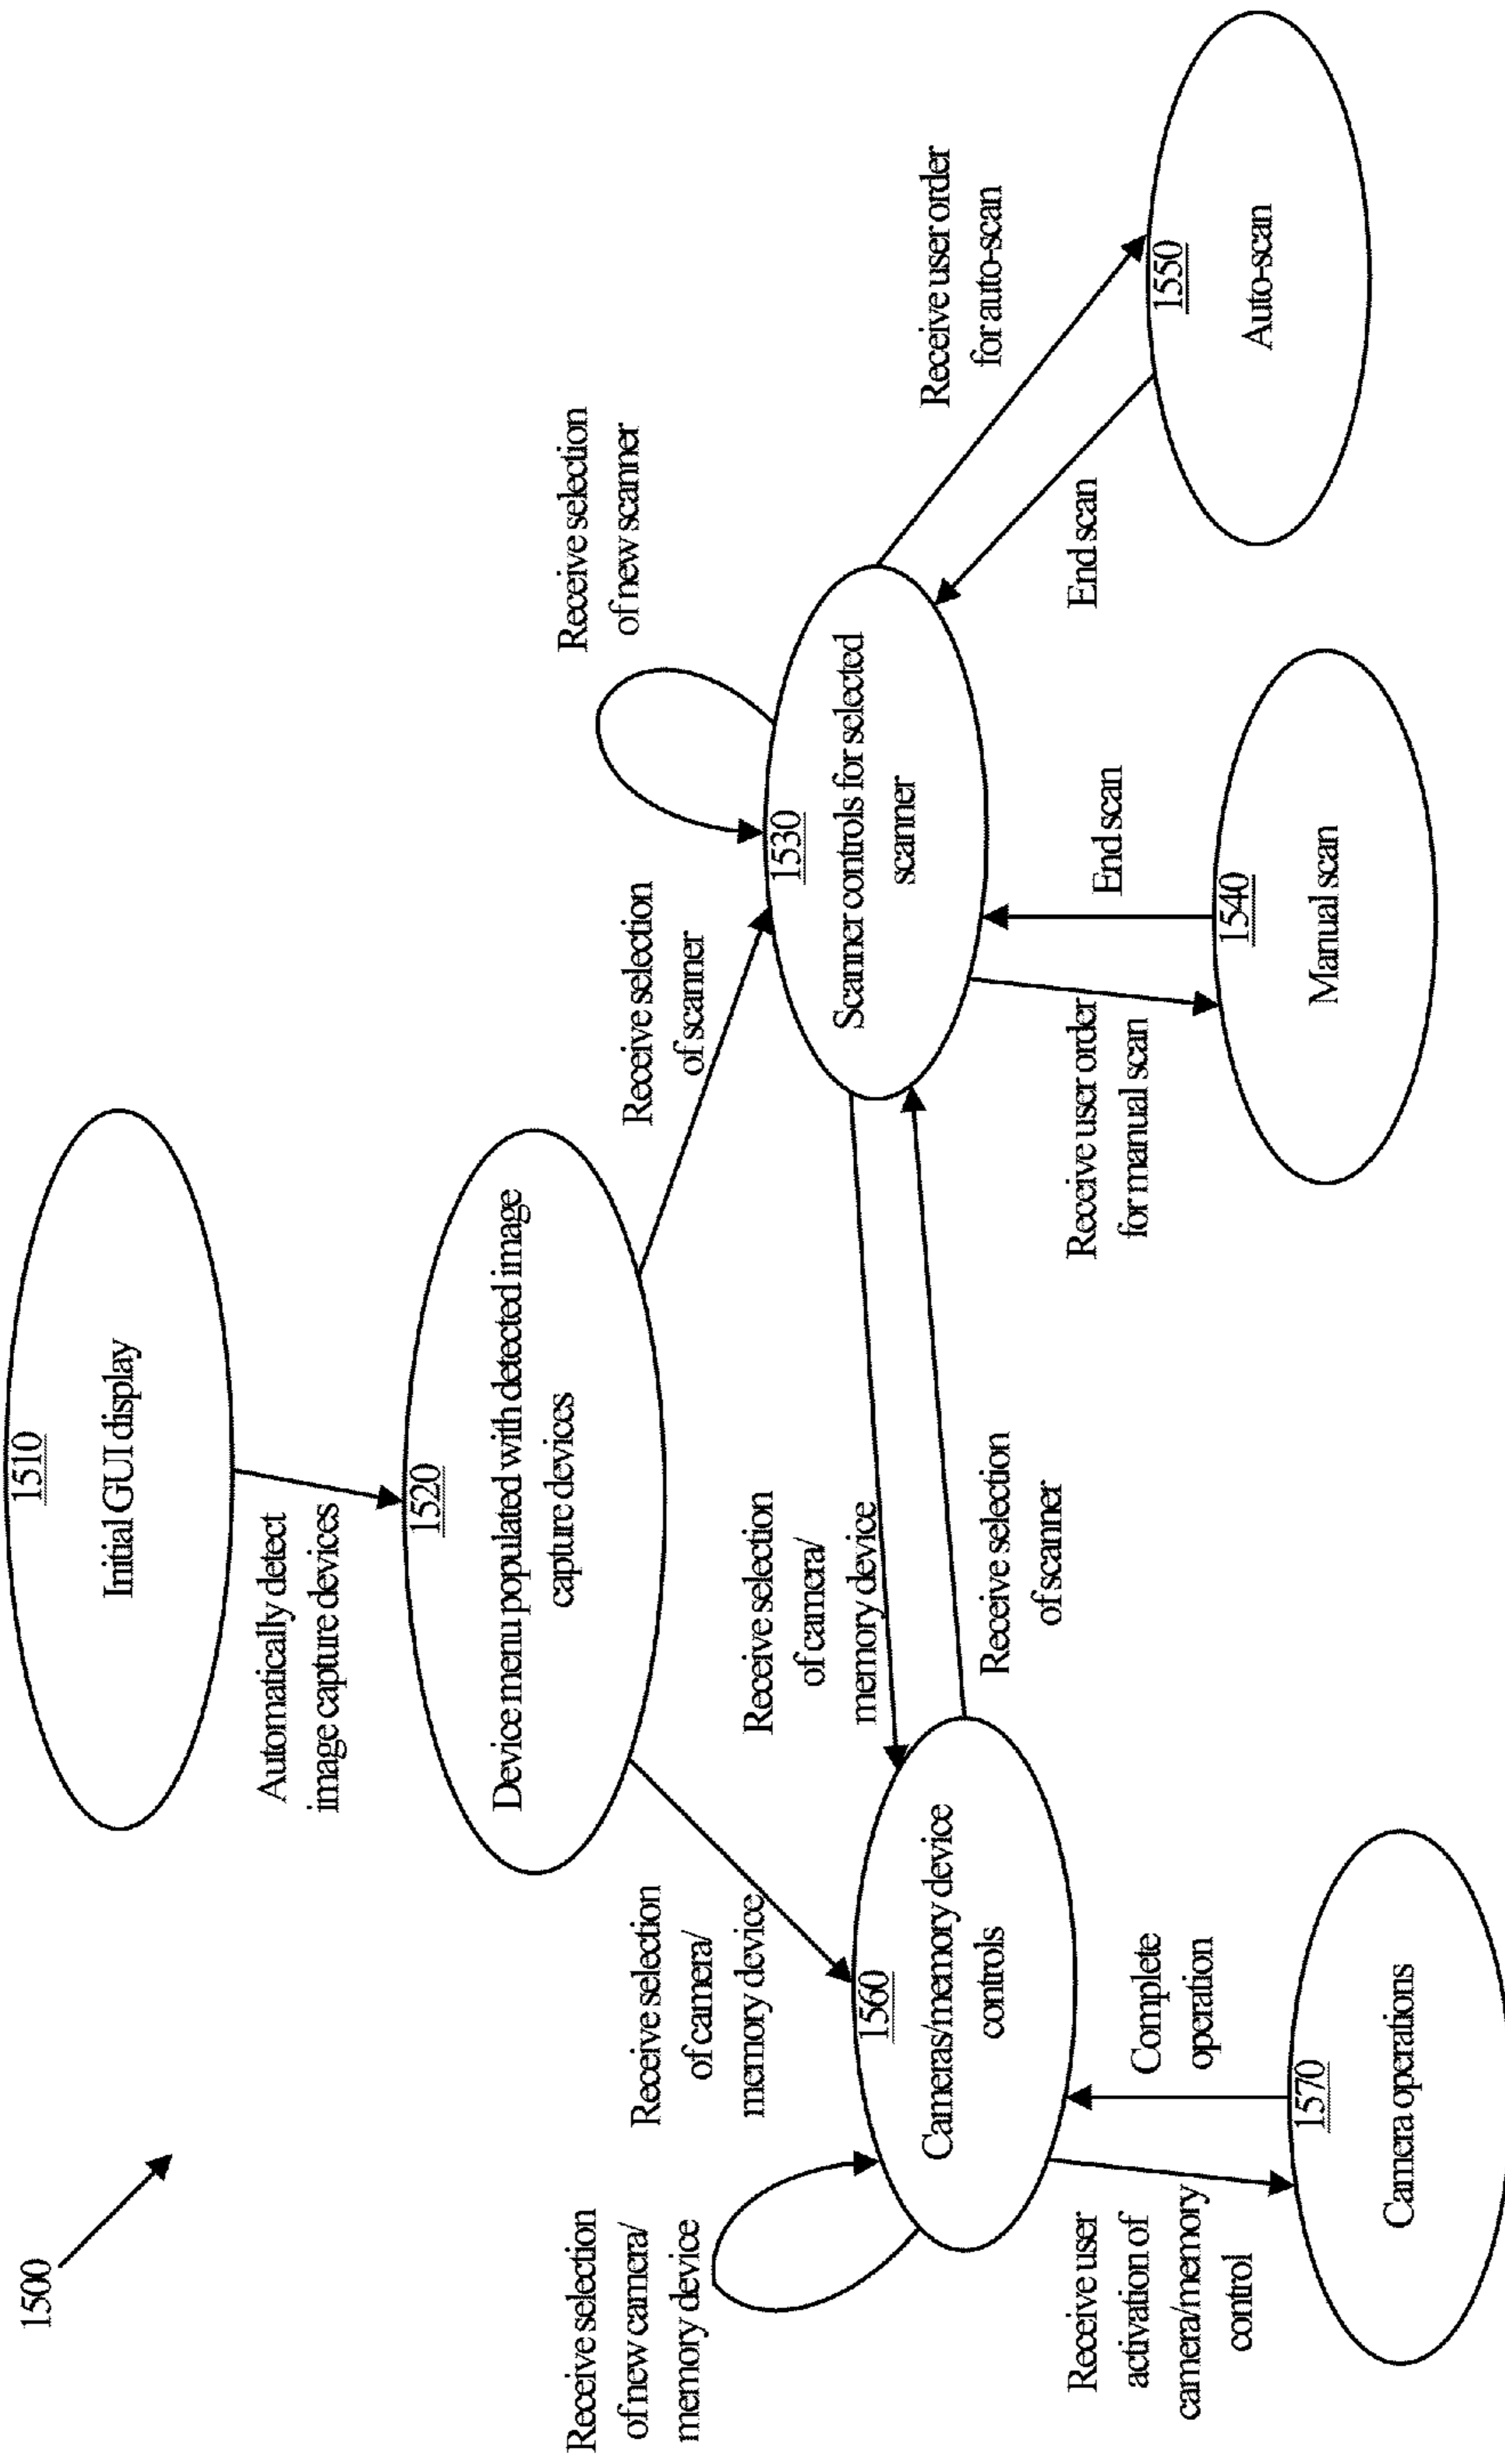 1500
1510
Initial GUI display
Automatically detect
image capture devices
1520
Device menu populated with detected image
capture devices
Receive selection
of camera/
memory device
Receive selection
of scanner
Receive selection
of new scanner
Receive selection
of new camera/
memory device
1560
Cameras/memory device
controls
Receive selection
of camera/
memory device
Receive selection
of scanner
1530
Scanner controls for selected
scanner
Receive user
activation of
camera/memory
control
Complete
operation
1570
Camera operations
Receive user order
for manual scan
End scan
1540
Manual scan
End scan
Receive user order
for auto-scan
1550
Auto-scan